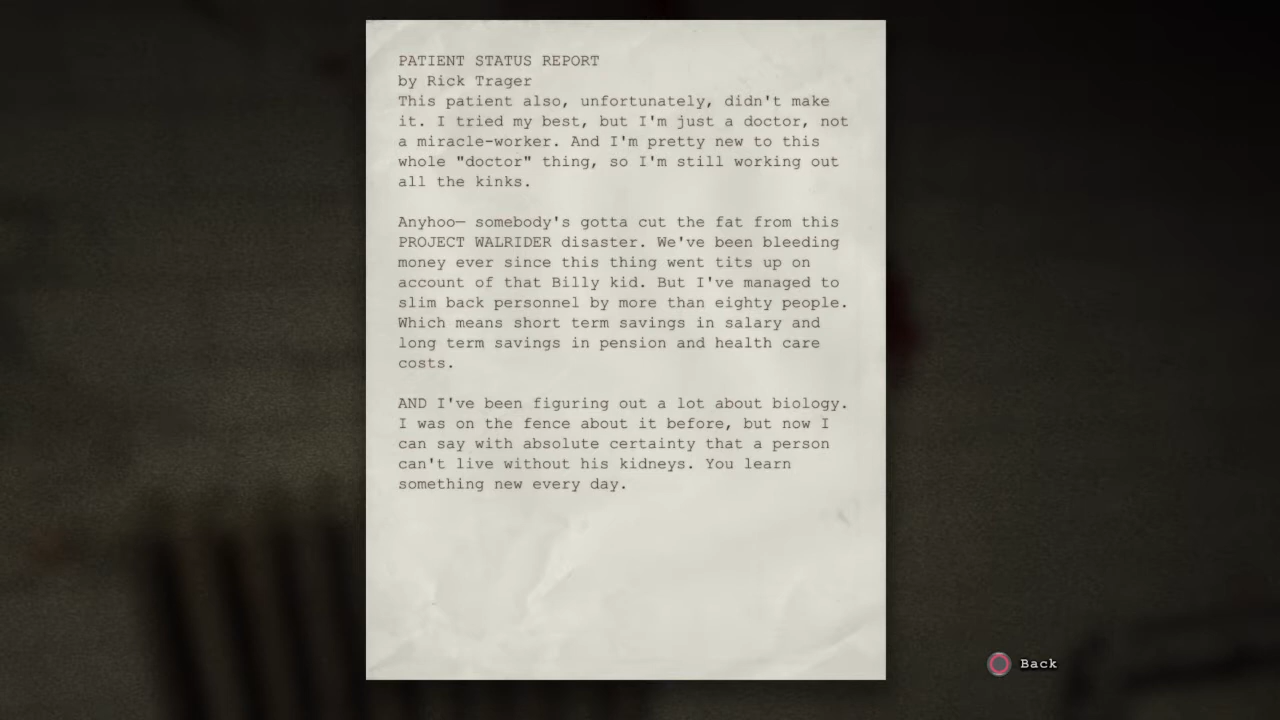 PATIENT STATUS REPORT
by Rick Trager
This patient also, unfortunately, didn't make
it. I tried my best, but I'm just a doctor, not
a miracle-worker. And I'm pretty new to this
whole "doctor" thing, so I'm still working out
all the kinks.
Anyhoo— somebody's gotta cut the fat from this
PROJECT WALRIDER disaster. We've been bleeding
money ever since this thing went tits up on
account of that Billy kid. But I've managed to
slim back personnel by more than eighty people.
Which means short term savings in salary and
long term savings in pension and health care
costs.
AND I've been figuring out a lot about biology.
I was on the fence about it before, but now I
can say with absolute certainty that a person
can't live without his kidneys. You learn
something new every day.
Back